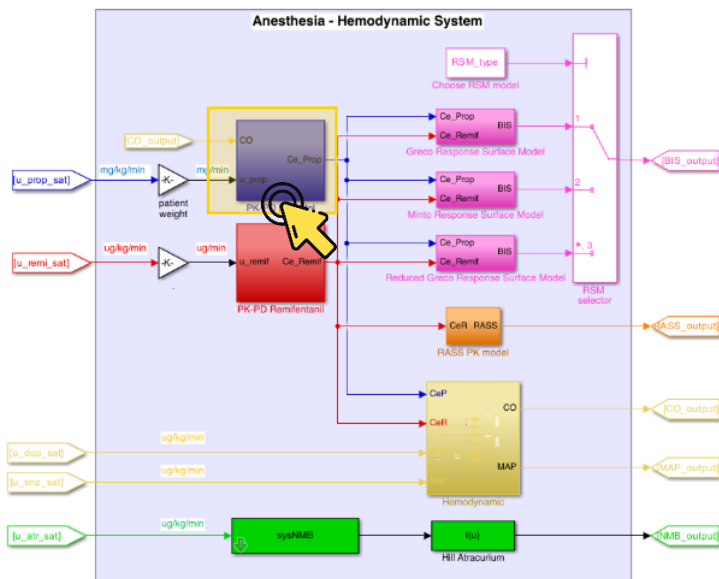 Anesthesia - Hemodynamic System
RSM_type
Choose RSM model
[CO_output]
CO
Ce_Prop
u_prop
PK-PD
mg/kg/min
mg/min
[u_prop_sat]
-K-
patient
weight
Ce_Prop
BIS
Ce_Remif
Greco Response Surface Model
1
[BIS_output]
Ce_Prop
BIS
Ce_Remif
Minto Response Surface Model
2
ug/kg/min
ug/min
[u_remi_sat]
-K-
u_remif
Ce_Remif
PK-PD Remifentanil
Ce_Prop
BIS
Ce_Remif
Reduced Greco Response Surface Model
*, 3
RSM
selector
CeR
RASS
RASS PK model
[RASS_output]
CeP
CO
CeR
MAP
Hemodynamic
[CO_output]
[MAP_output]
ug/kg/min
[u_dop_sat]
ug/kg/min
[u_snp_sat]
ug/kg/min
[u_atr_sat]
sysNMB
f(u)
Hill Atracurium
[NMB_output]